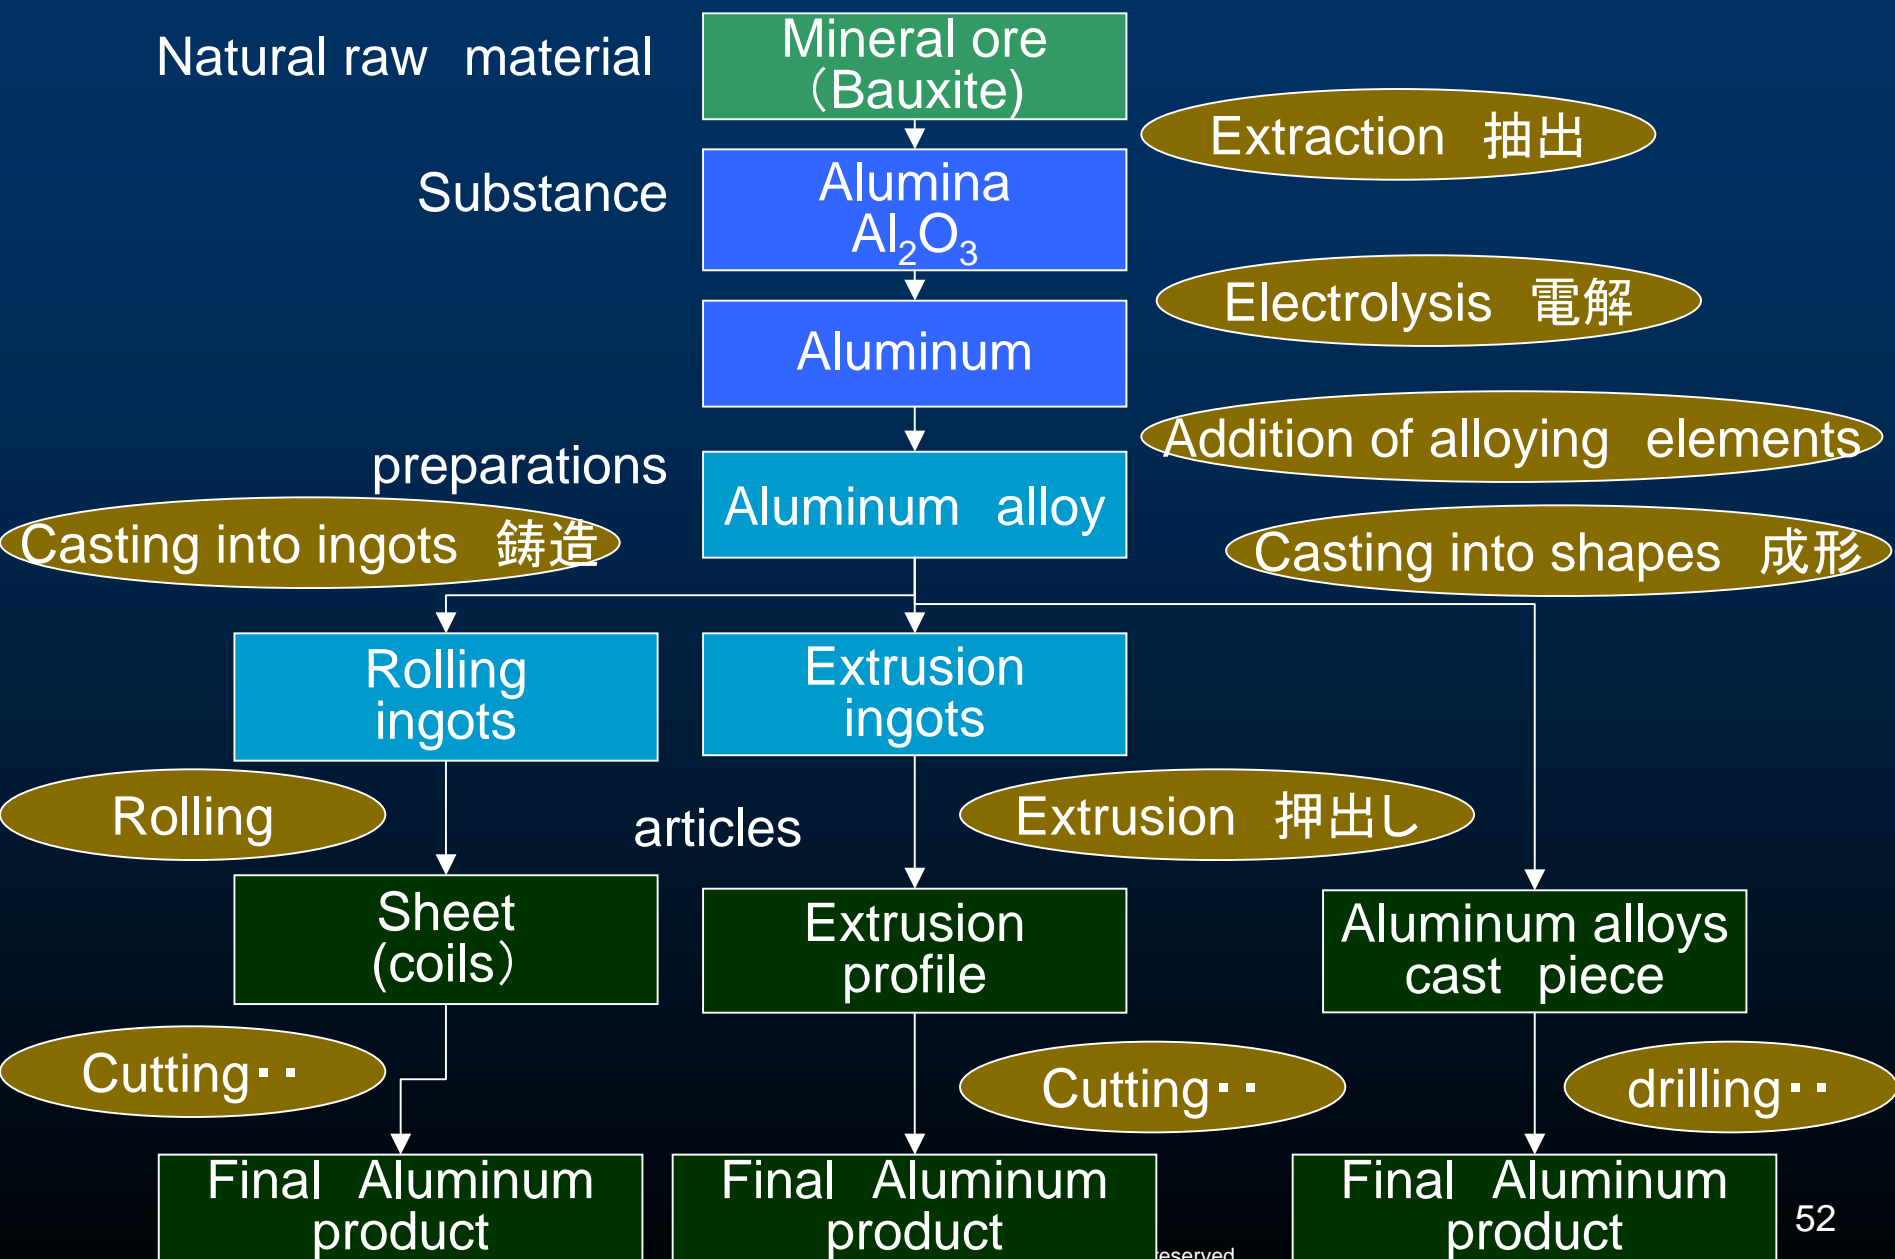 Natural raw material
Mineral ore
（Bauxite)
Extraction 抽出
Substance
Alumina
Al₂O₃
Electrolysis 電解
Aluminum
Addition of alloying elements
preparations
Aluminum alloy
Casting into ingots 鋳造
Casting into shapes 成形
Rolling
ingots
Extrusion
ingots
Rolling
articles
Extrusion 押出し
Sheet
(coils）
Extrusion
profile
Aluminum alloys
cast piece
Cutting･･
Cutting･･
drilling･･
Final Aluminum
product
Final Aluminum
product
Final Aluminum
product
52